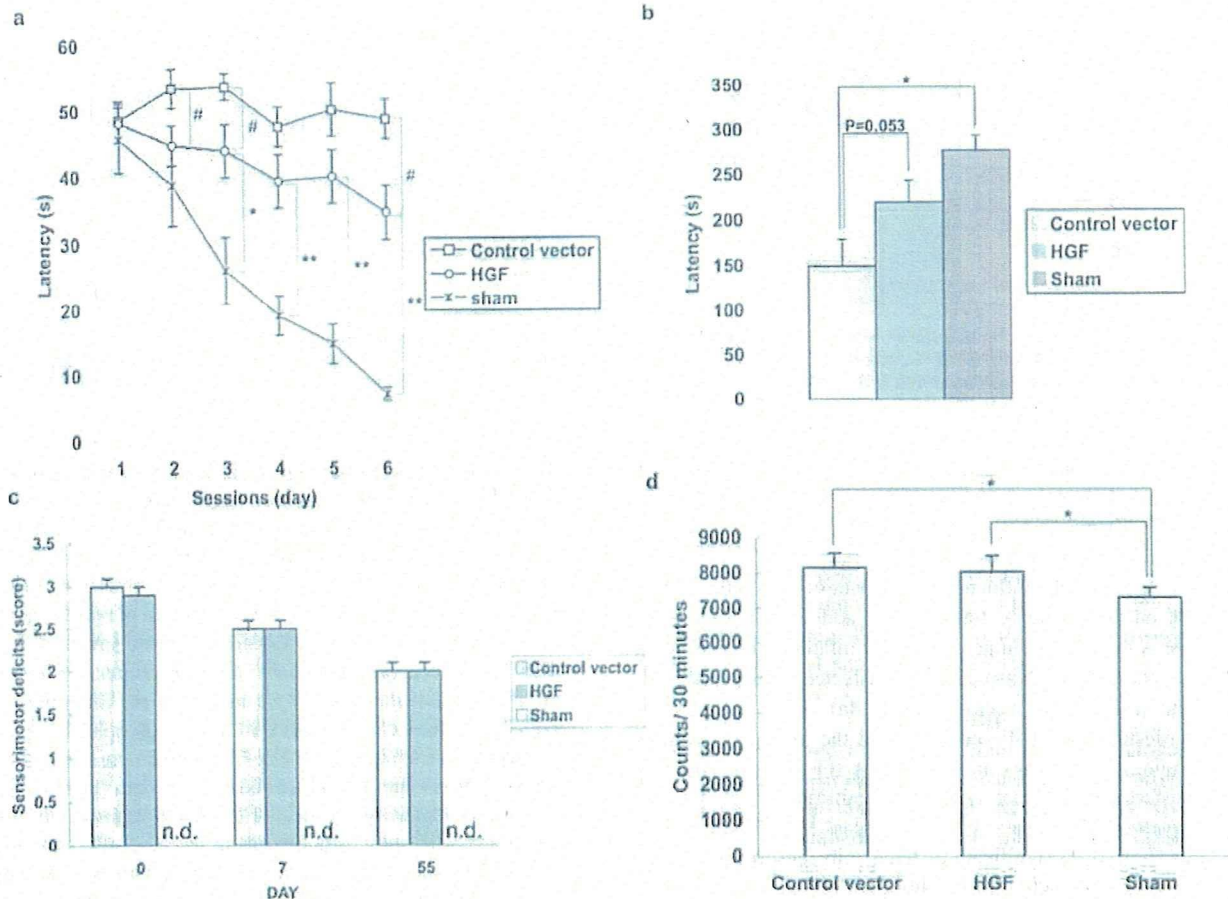 a
60
50
40
30
20
10
0
Latency (s)
#
#
#
*
**
**
**
Control vector
HGF
sham
1 2 3 4 5 6
Sessions (day)
b
350
300
250
200
150
100
50
0
Latency (s)
*
P=0.053
Control vector
HGF
Sham
c
3.5
3
2.5
2
1.5
1
0.5
0
Sensorimotor deficits (score)
n.d. n.d. n.d.
0 7 55
DAY
Control vector
HGF
Sham
d
9000
8000
7000
6000
5000
4000
3000
2000
1000
0
Counts/ 30 minutes
*
*
Control vector HGF Sham